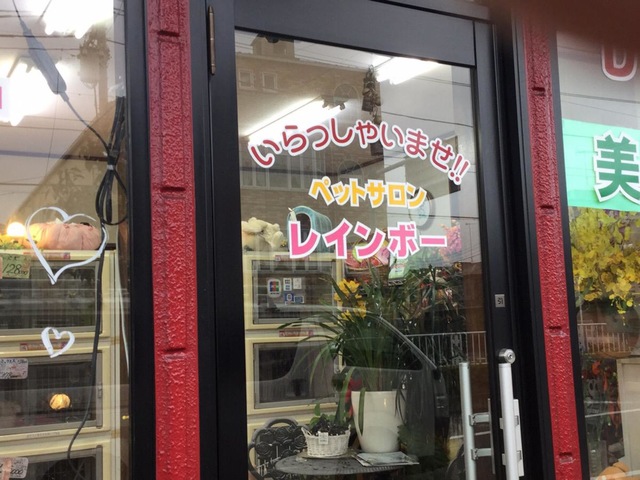 いらっしゃいませ!!
ペットサロン
レインボー
美